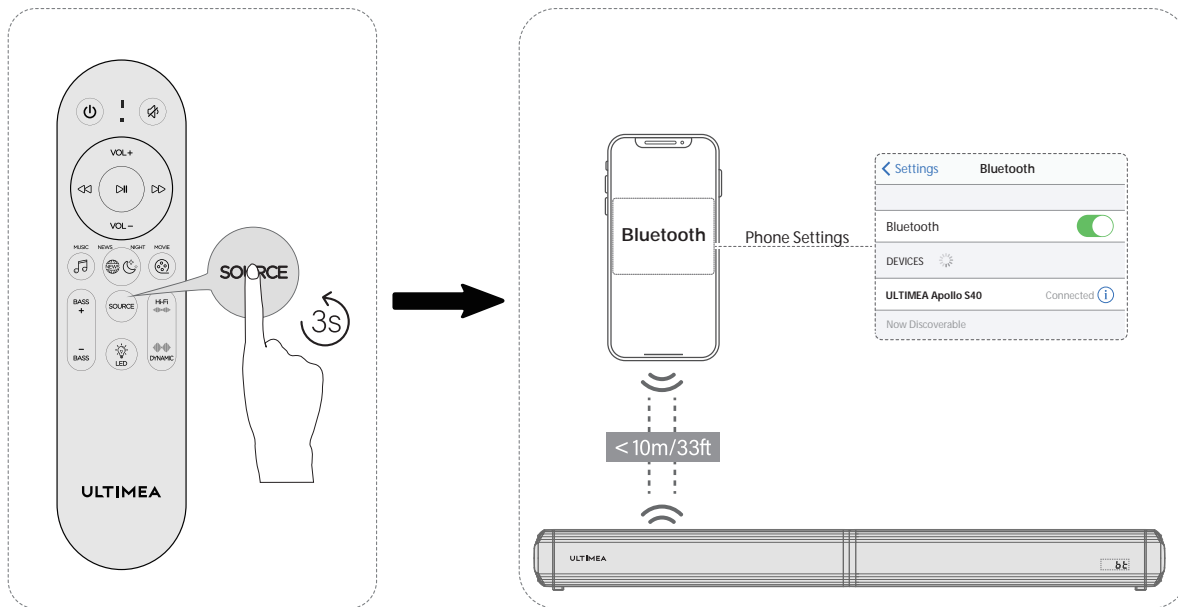 VOL+
VOL-
MUSIC NEWS NIGHT MOVIE
NEWS
BASS
+
SOURCE
Hi-Fi
-
BASS
LED
DYNAMIC
ULTIMEA
SOURCE
3s
Bluetooth
Phone Settings
Settings Bluetooth
Bluetooth
DEVICES
ULTIMEA Apollo S40 Connected i
Now Discoverable
<10m/33ft
ULTIMEA
bt